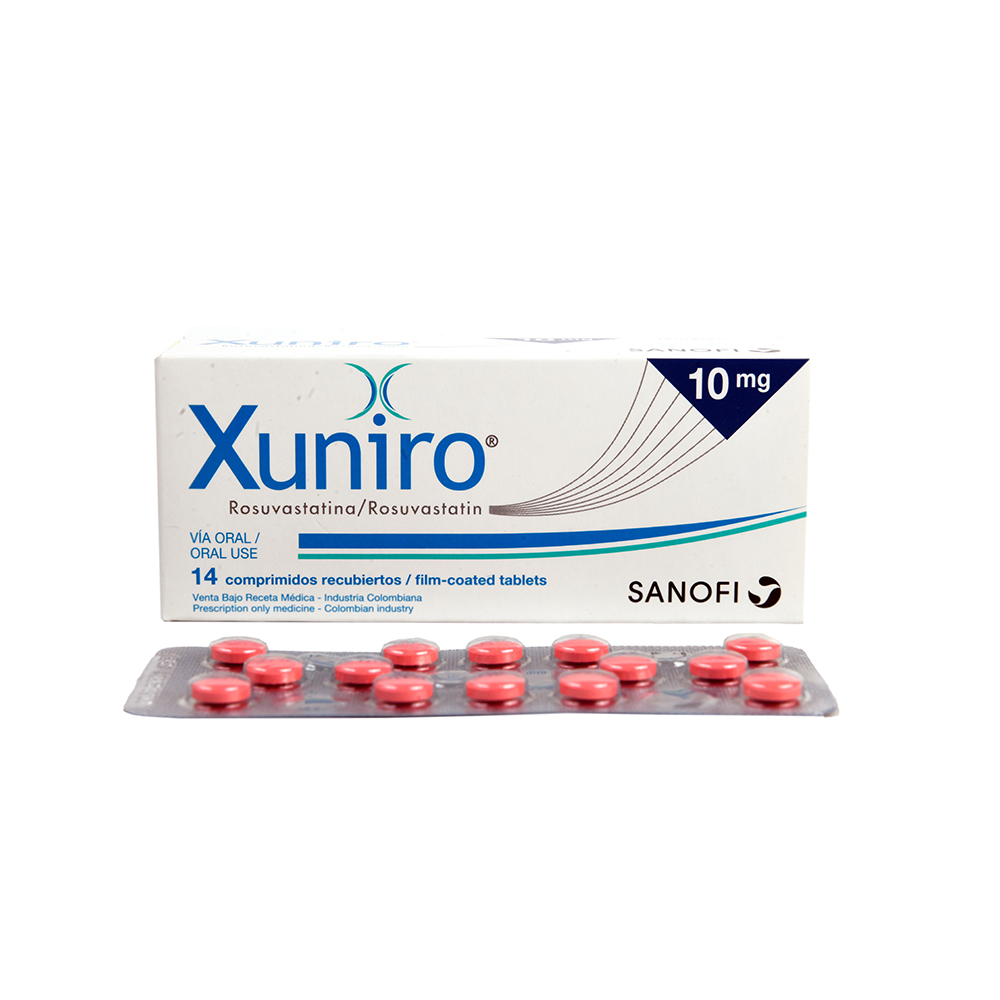 Xuniro
SANOFI
10 mg
Xuniro®
Rosuvastatina/Rosuvastatin
VÍA ORAL /
ORAL USE
14 comprimidos recubiertos / film-coated tablets
Venta Bajo Receta Médica - Industria Colombiana
Prescription only medicine - Colombian industry
SANOFI